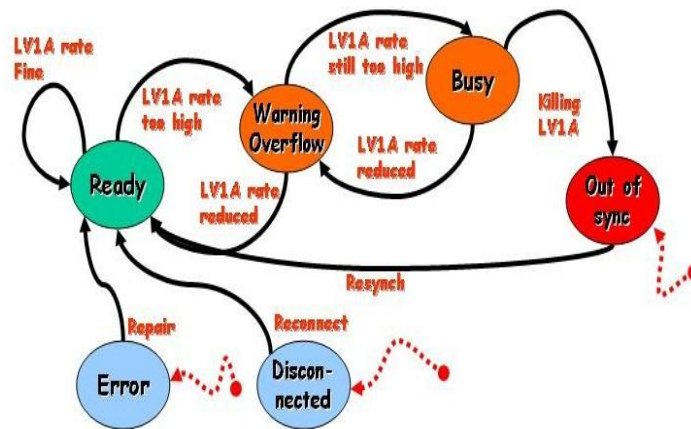 LV1A rate
Fine
LV1A rate
too high
LV1A rate
still too high
Warning
Overflow
Busy
Killing
LV1A
LV1A rate
reduced
Ready
LV1A rate
reduced
Out of
sync
Resynch
Repair
Reconnect
Error
Discon-
nected